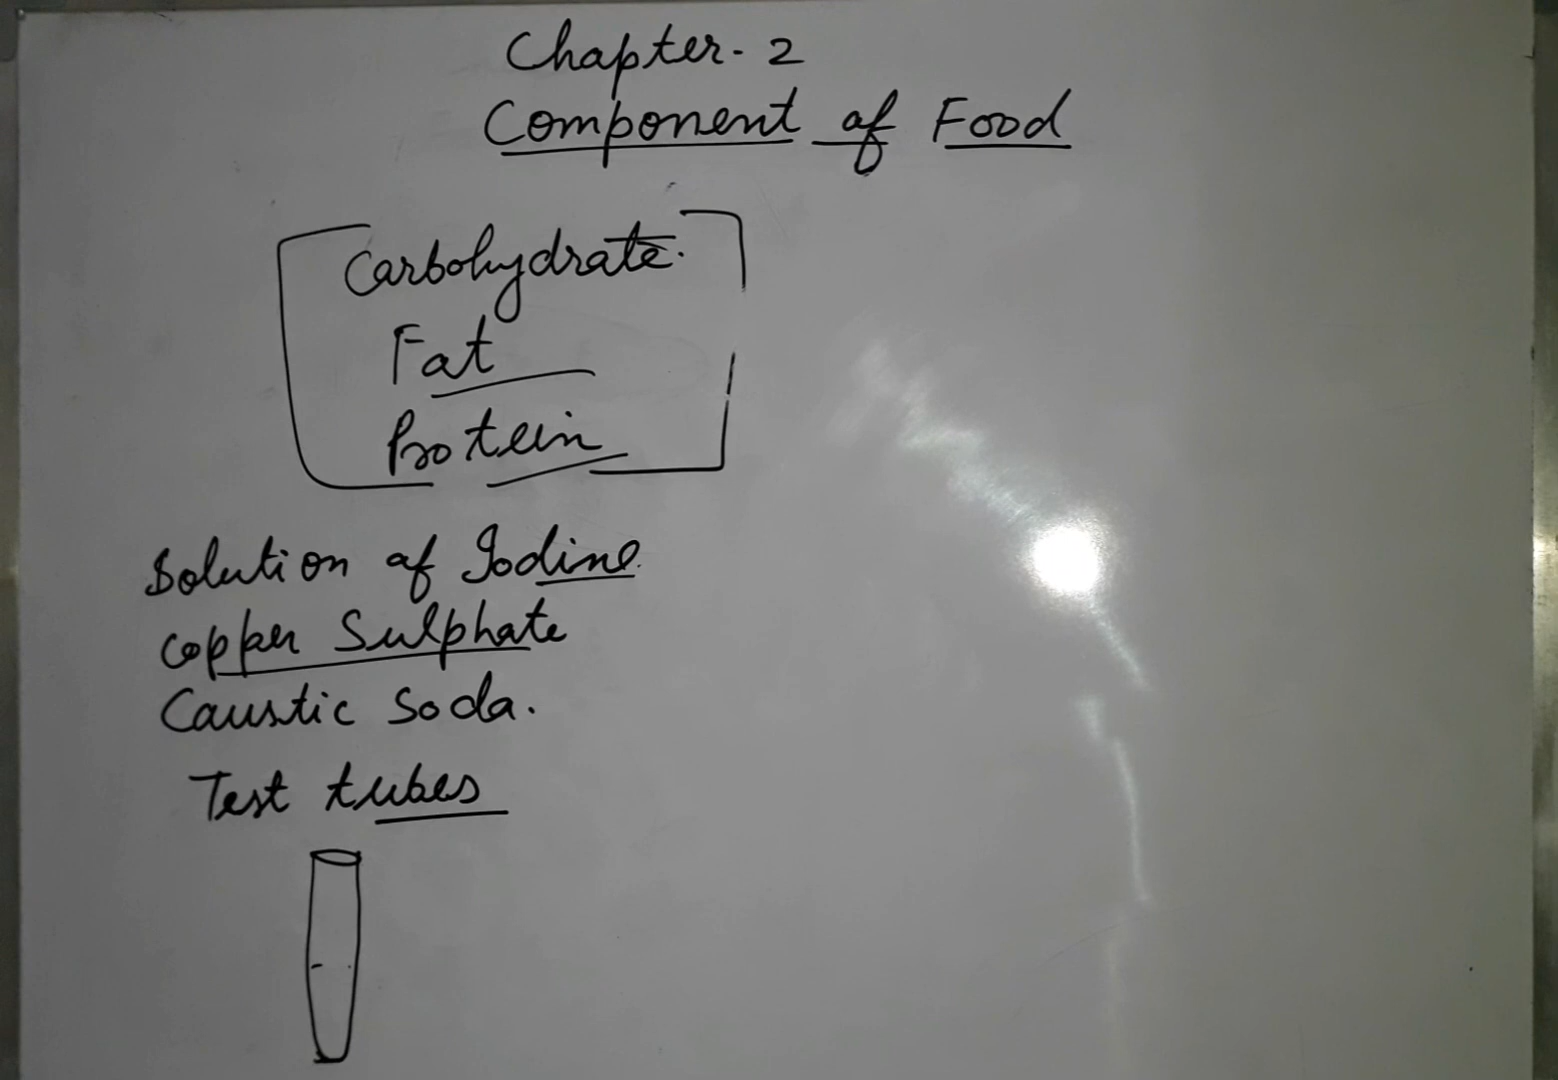 Chapter-2
Component of Food
Carbohydrate.
Fat
Protein
Solution of Iodine.
Copper Sulphate
Caustic Soda.
Test tubes